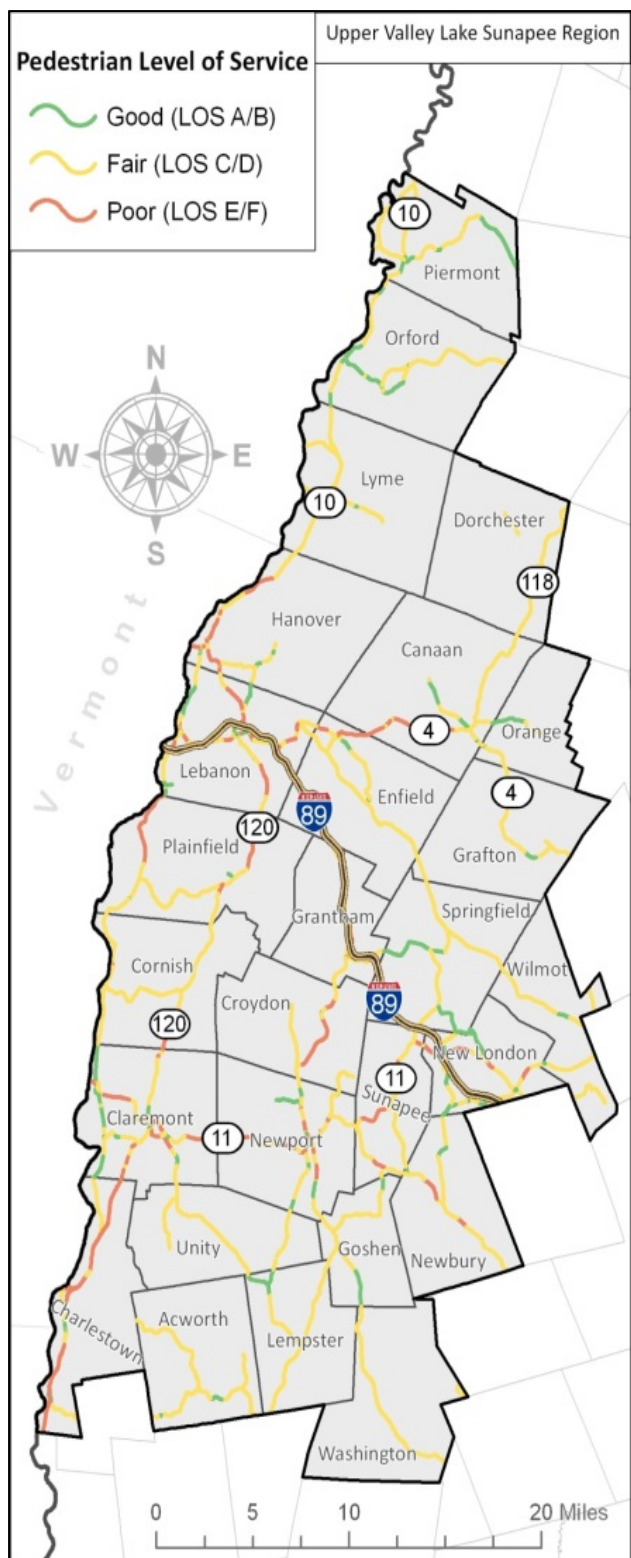 Upper Valley Lake Sunapee Region
Pedestrian Level of Service
Good (LOS A/B)
Fair (LOS C/D)
Poor (LOS E/F)
10
Piermont
Orford
N
W E
S
Lyme
10
Dorchester
118
Vermont
Hanover
Canaan
4
Orange
Lebanon
Enfield
4
89
120
Plainfield
Grafton
Grantham
Springfield
Cornish
Wilmot
Croydon
89
120
New London
11
Sunapee
Claremont
11
Newport
Unity
Goshen
Newbury
Charlestown
Acworth
Lempster
Washington
0 5 10 20 Miles